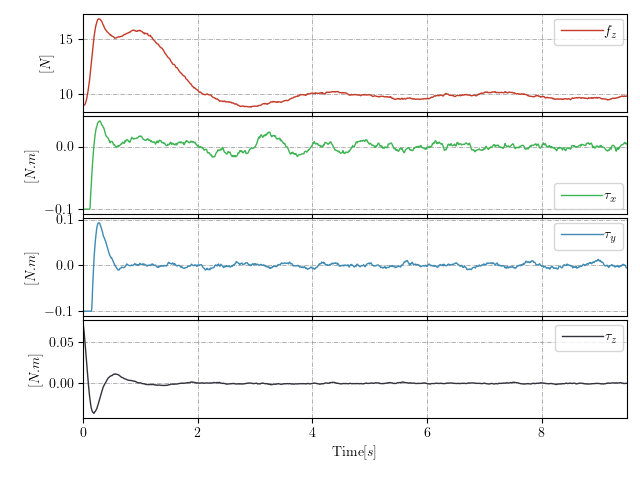 15
10
[N]
f_z
0.0
−0.1
[N.m]
τ_x
0.1
0.0
−0.1
[N.m]
τ_y
0.05
0.00
[N.m]
τ_z
0 2 4 6 8
Time[s]